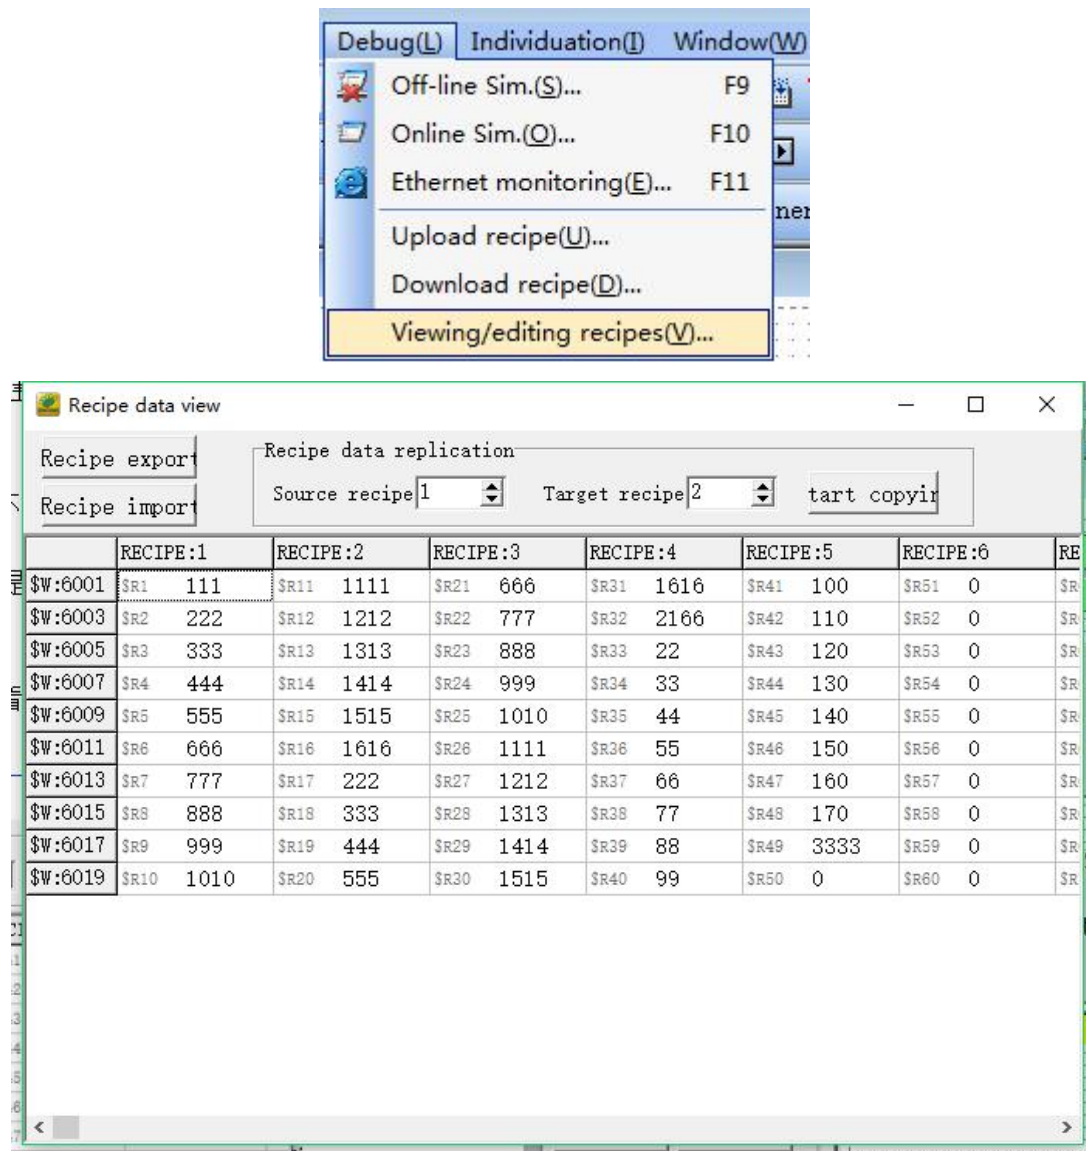 Debug(L) Individuation(I) Window(W)
Off-line Sim.(S)... F9
Online Sim.(O)... F10
Ethernet monitoring(E)... F11
Upload recipe(U)...
Download recipe(D)...
Viewing/editing recipes(V)...
Recipe data view
Recipe export
Recipe data replication
Source recipe 1 Target recipe 2 tart copyin
Recipe import
RECIPE:1 RECIPE:2 RECIPE:3 RECIPE:4 RECIPE:5 RECIPE:6 RE
$W:6001 $R1 111 $R11 1111 $R21 666 $R31 1616 $R41 100 $R51 0 $R
$W:6003 $R2 222 $R12 1212 $R22 777 $R32 2166 $R42 110 $R52 0 $R
$W:6005 $R3 333 $R13 1313 $R23 888 $R33 22 $R43 120 $R53 0 $R
$W:6007 $R4 444 $R14 1414 $R24 999 $R34 33 $R44 130 $R54 0 $R
$W:6009 $R5 555 $R15 1515 $R25 1010 $R35 44 $R45 140 $R55 0 $R
$W:6011 $R6 666 $R16 1616 $R26 1111 $R36 55 $R46 150 $R56 0 $R
$W:6013 $R7 777 $R17 222 $R27 1212 $R37 66 $R47 160 $R57 0 $R
$W:6015 $R8 888 $R18 333 $R28 1313 $R38 77 $R48 170 $R58 0 $R
$W:6017 $R9 999 $R19 444 $R29 1414 $R39 88 $R49 3333 $R59 0 $R
$W:6019 $R10 1010 $R20 555 $R30 1515 $R40 99 $R50 0 $R60 0 $R